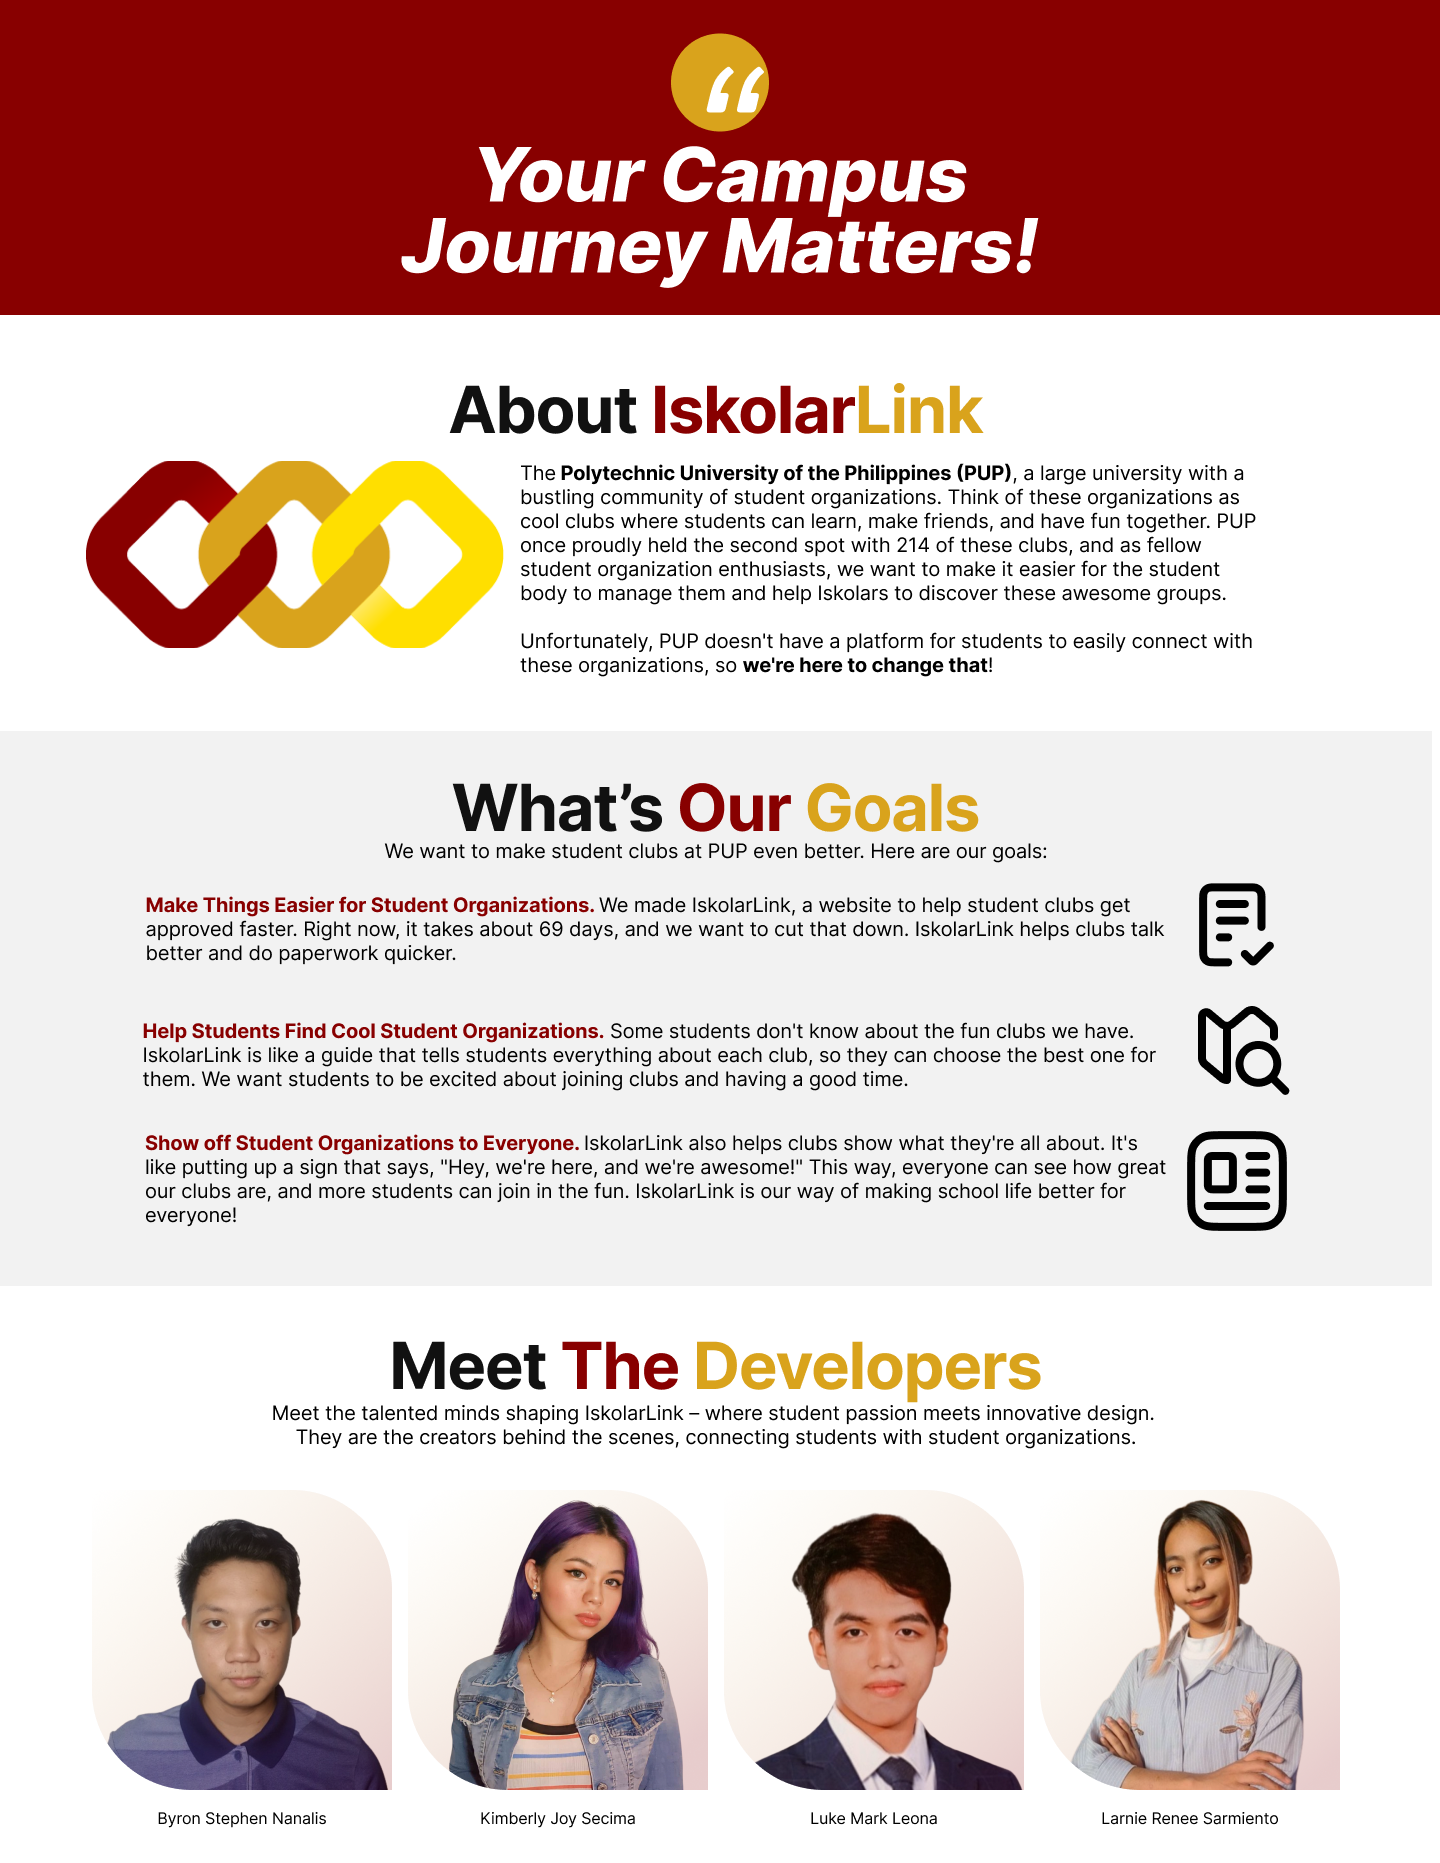 “
Your Campus
Journey Matters!
About IskolarLink
The Polytechnic University of the Philippines (PUP), a large university with a
bustling community of student organizations. Think of these organizations as
cool clubs where students can learn, make friends, and have fun together. PUP
once proudly held the second spot with 214 of these clubs, and as fellow
student organization enthusiasts, we want to make it easier for the student
body to manage them and help Iskolars to discover these awesome groups.
Unfortunately, PUP doesn't have a platform for students to easily connect with
these organizations, so we're here to change that!
What’s Our Goals
We want to make student clubs at PUP even better. Here are our goals:
Make Things Easier for Student Organizations. We made IskolarLink, a website to help student clubs get
approved faster. Right now, it takes about 69 days, and we want to cut that down. IskolarLink helps clubs talk
better and do paperwork quicker.
Help Students Find Cool Student Organizations. Some students don't know about the fun clubs we have.
IskolarLink is like a guide that tells students everything about each club, so they can choose the best one for
them. We want students to be excited about joining clubs and having a good time.
Show off Student Organizations to Everyone. IskolarLink also helps clubs show what they're all about. It's
like putting up a sign that says, "Hey, we're here, and we're awesome!" This way, everyone can see how great
our clubs are, and more students can join in the fun. IskolarLink is our way of making school life better for
everyone!
Meet The Developers
Meet the talented minds shaping IskolarLink – where student passion meets innovative design.
They are the creators behind the scenes, connecting students with student organizations.
Byron Stephen Nanalis
Kimberly Joy Secima
Luke Mark Leona
Larnie Renee Sarmiento